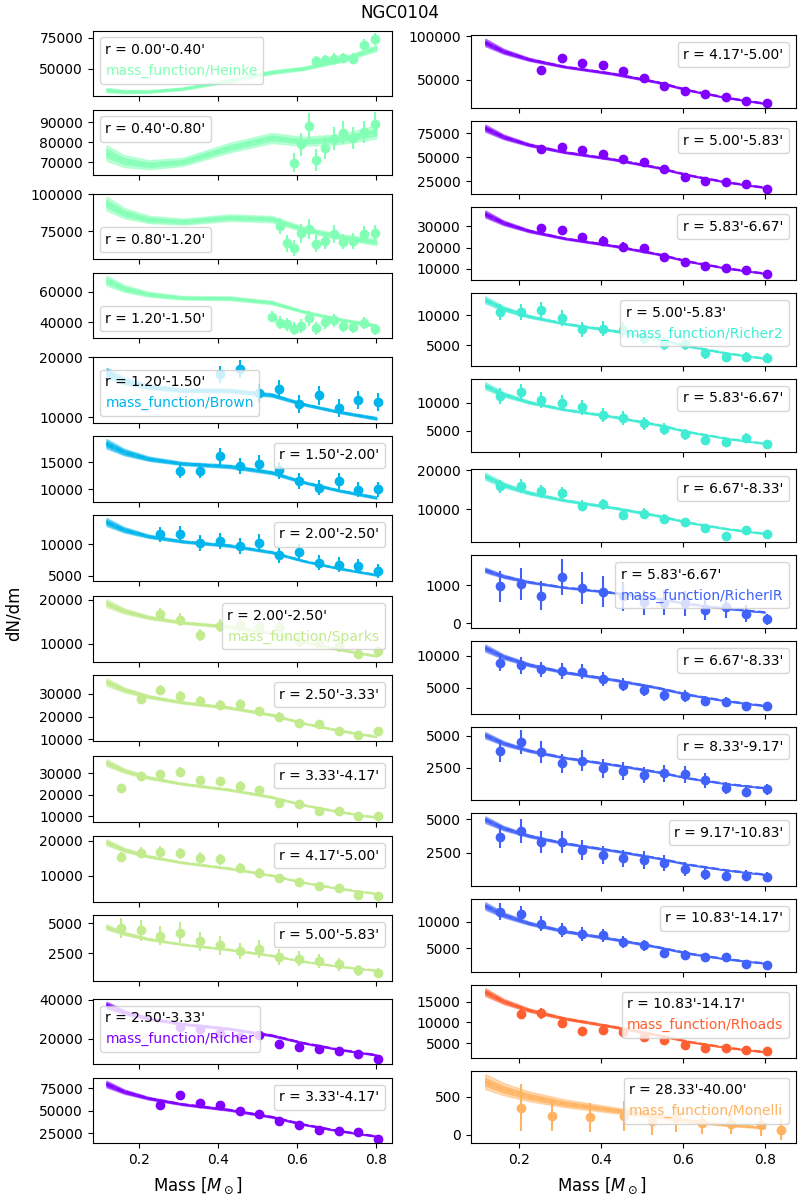 NGC0104
dN/dm
75000
50000
r = 0.00'-0.40'
mass_function/Heinke
90000
80000
70000
r = 0.40'-0.80'
100000
75000
r = 0.80'-1.20'
60000
40000
r = 1.20'-1.50'
20000
10000
r = 1.20'-1.50'
mass_function/Brown
15000
10000
r = 1.50'-2.00'
10000
5000
r = 2.00'-2.50'
20000
10000
r = 2.00'-2.50'
mass_function/Sparks
30000
20000
10000
r = 2.50'-3.33'
30000
20000
10000
r = 3.33'-4.17'
20000
10000
r = 4.17'-5.00'
5000
2500
r = 5.00'-5.83'
40000
20000
r = 2.50'-3.33'
mass_function/Richer
75000
50000
25000
r = 3.33'-4.17'
0.2 0.4 0.6 0.8
Mass [M_⊙]
100000
50000
r = 4.17'-5.00'
75000
50000
25000
r = 5.00'-5.83'
30000
20000
10000
r = 5.83'-6.67'
10000
5000
r = 5.00'-5.83'
mass_function/Richer2
10000
5000
r = 5.83'-6.67'
20000
10000
r = 6.67'-8.33'
1000
0
r = 5.83'-6.67'
mass_function/RicherIR
10000
5000
r = 6.67'-8.33'
5000
2500
r = 8.33'-9.17'
5000
2500
r = 9.17'-10.83'
10000
5000
r = 10.83'-14.17'
15000
10000
5000
r = 10.83'-14.17'
mass_function/Rhoads
500
0
r = 28.33'-40.00'
mass_function/Monelli
0.2 0.4 0.6 0.8
Mass [M_⊙]